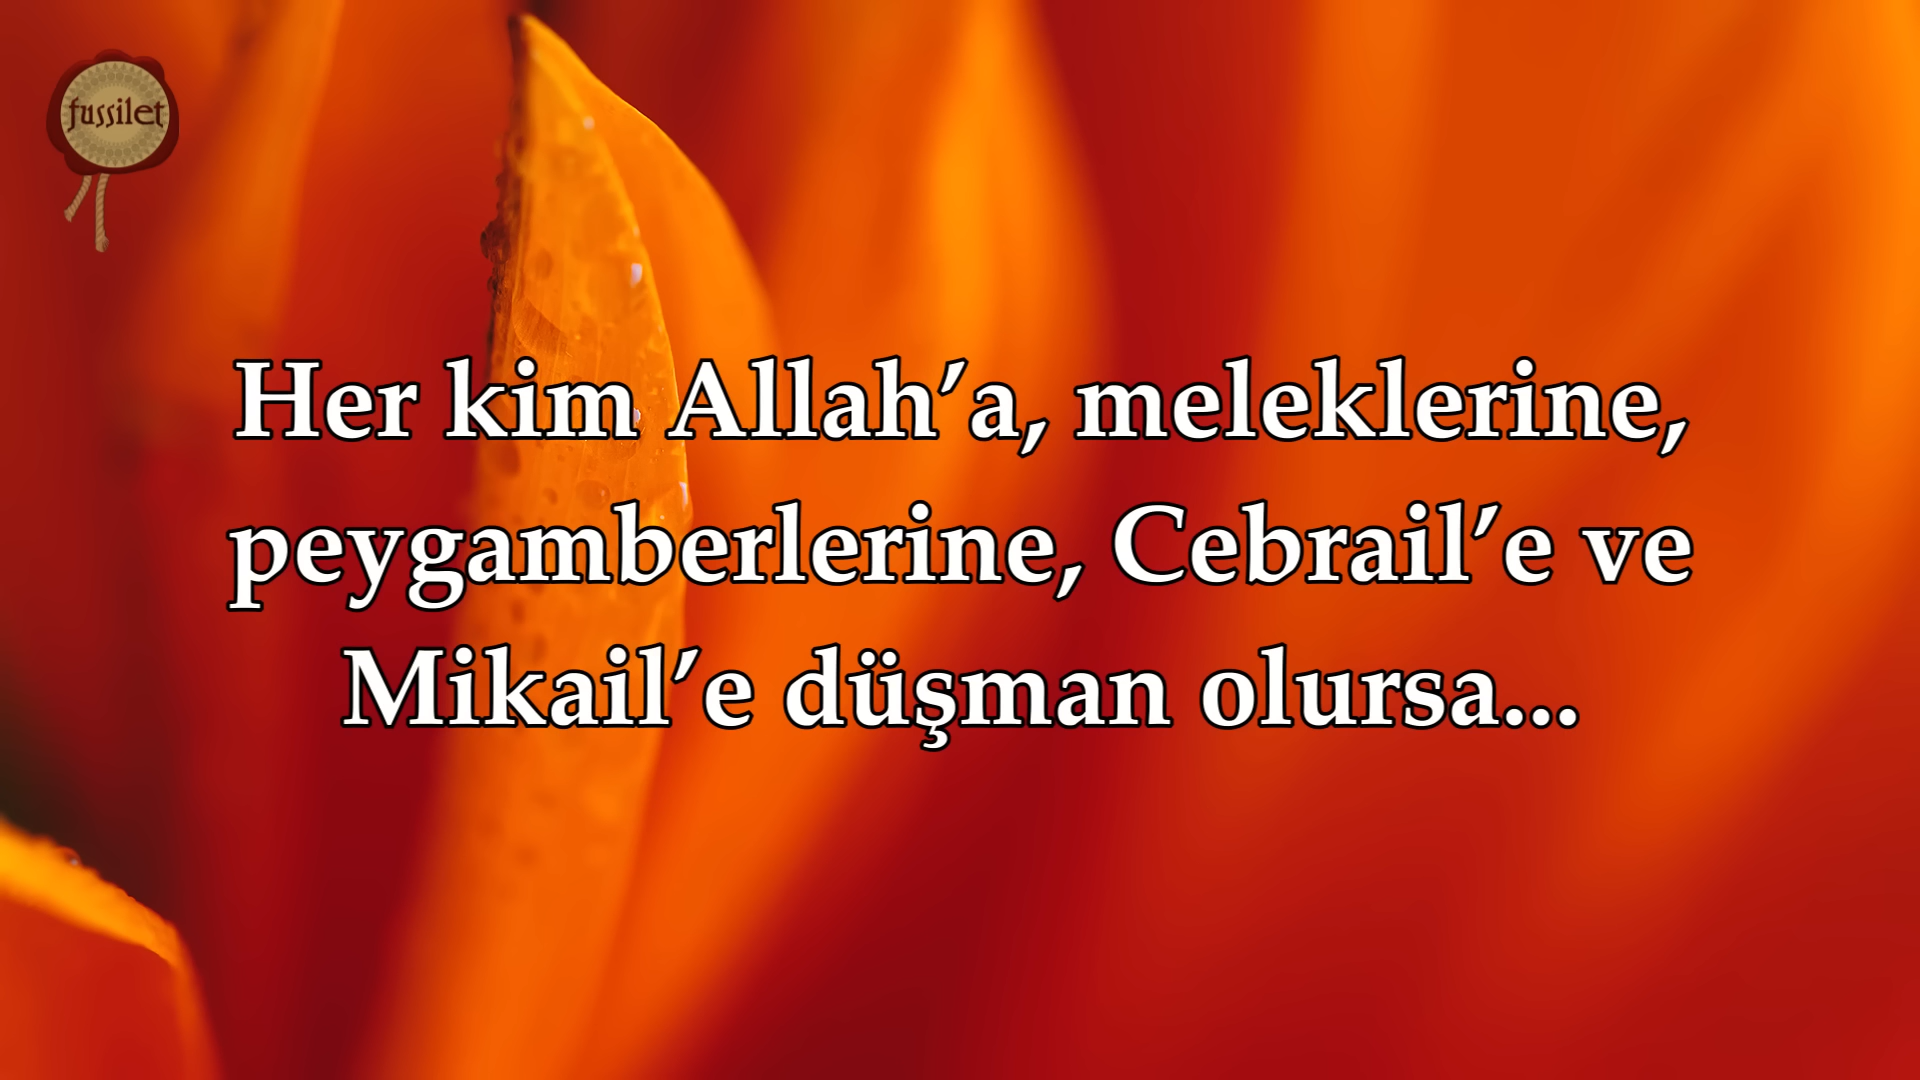 fussilet
Her kim Allah’a, meleklerine,
peygamberlerine, Cebrail’e ve
Mikail’e düşman olursa...